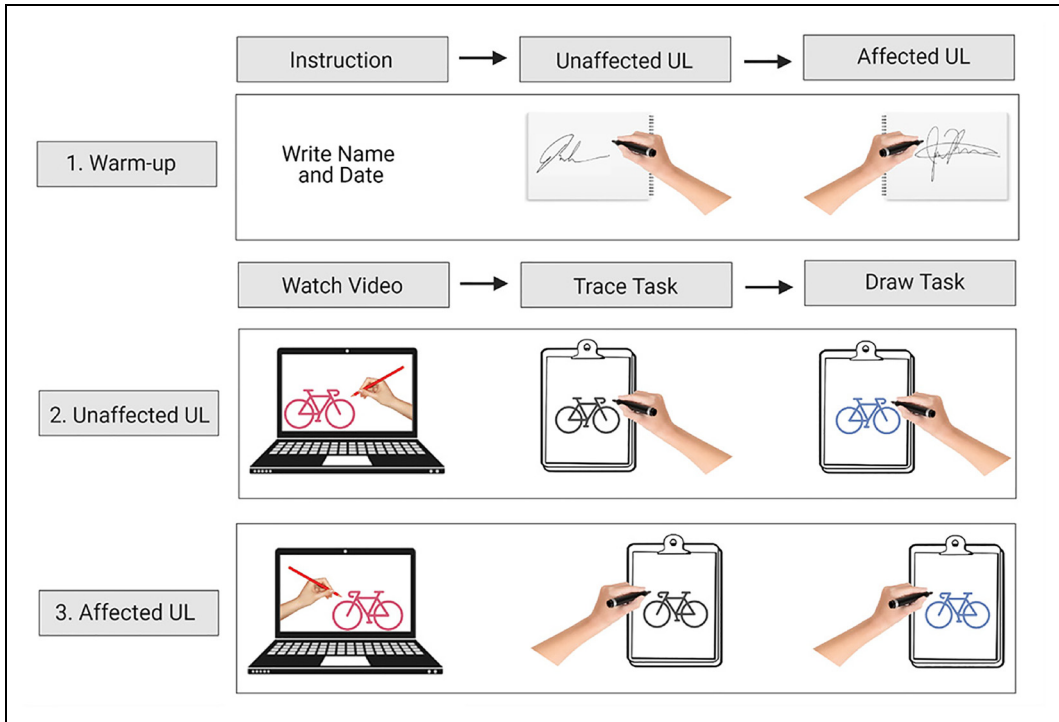 Instruction
Unaffected UL
Affected UL
1. Warm-up
Write Name
and Date
Watch Video
Trace Task
Draw Task
2. Unaffected UL
3. Affected UL